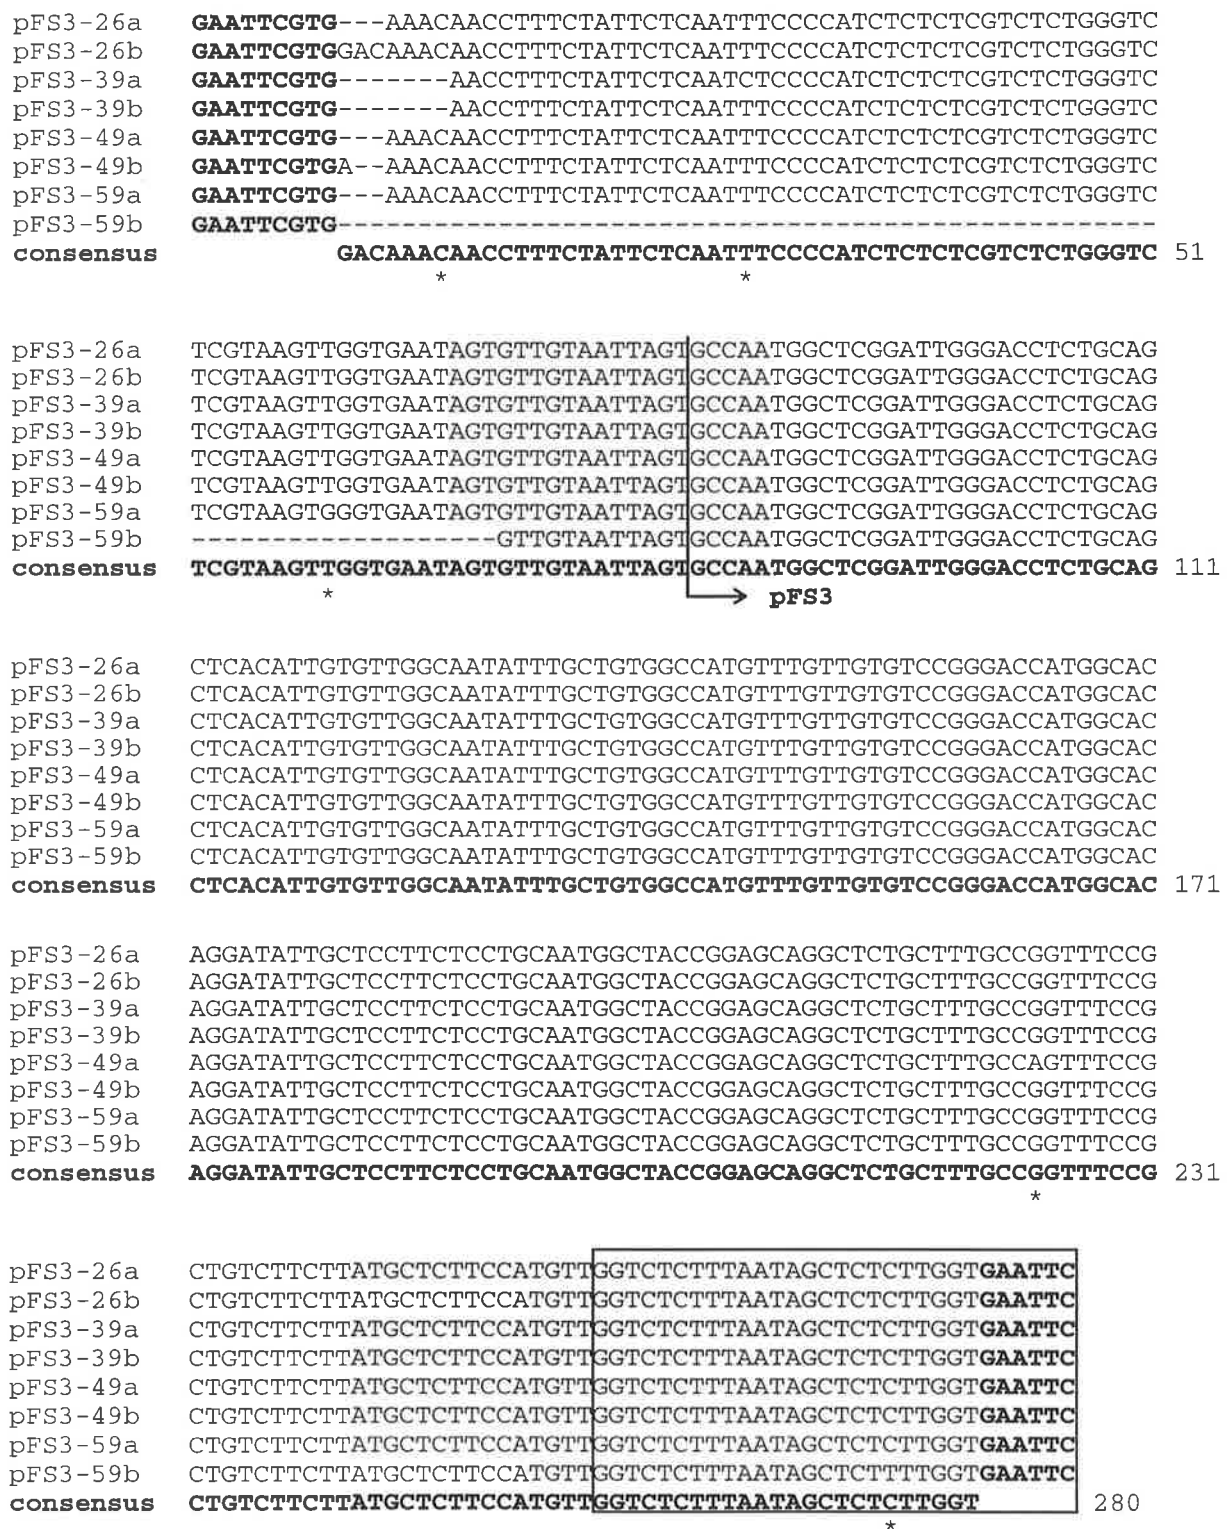 pFS3-26a GAATTCGTG---AAACAACCTTTCTATTCTCAATTTCCCCATCTCTCTCGTCTCTGGGTC
pFS3-26b GAATTCGTGGACAAACAACCTTTCTATTCTCAATTTCCCCATCTCTCTCGTCTCTGGGTC
pFS3-39a GAATTCGTG-------AACCTTTCTATTCTCAATCTCCCCATCTCTCTCGTCTCTGGGTC
pFS3-39b GAATTCGTG-------AACCTTTCTATTCTCAATTTCCCCATCTCTCTCGTCTCTGGGTC
pFS3-49a GAATTCGTG---AAACAACCTTTCTATTCTCAATTTCCCCATCTCTCTCGTCTCTGGGTC
pFS3-49b GAATTCGTGA--AAACAACCTTTCTATTCTCAATTTCCCCATCTCTCTCGTCTCTGGGTC
pFS3-59a GAATTCGTG---AAACAACCTTTCTATTCTCAATTTCCCCATCTCTCTCGTCTCTGGGTC
pFS3-59b GAATTCGTG---------------------------------------------------
consensus GACAAACAACCTTTCTATTCTCAATTTCCCCATCTCTCTCGTCTCTGGGTC 51
* *
pFS3-26a TCGTAAGTTGGTGAATAGTGTTGTAATTAGTGCCAATGGCTCGGATTGGGACCTCTGCAG
pFS3-26b TCGTAAGTTGGTGAATAGTGTTGTAATTAGTGCCAATGGCTCGGATTGGGACCTCTGCAG
pFS3-39a TCGTAAGTTGGTGAATAGTGTTGTAATTAGTGCCAATGGCTCGGATTGGGACCTCTGCAG
pFS3-39b TCGTAAGTTGGTGAATAGTGTTGTAATTAGTGCCAATGGCTCGGATTGGGACCTCTGCAG
pFS3-49a TCGTAAGTTGGTGAATAGTGTTGTAATTAGTGCCAATGGCTCGGATTGGGACCTCTGCAG
pFS3-49b TCGTAAGTTGGTGAATAGTGTTGTAATTAGTGCCAATGGCTCGGATTGGGACCTCTGCAG
pFS3-59a TCGTAAGTGGGTGAATAGTGTTGTAATTAGTGCCAATGGCTCGGATTGGGACCTCTGCAG
pFS3-59b -------------------GTTGTAATTAGTGCCAATGGCTCGGATTGGGACCTCTGCAG
consensus TCGTAAGTTGGTGAATAGTGTTGTAATTAGTGCCAATGGCTCGGATTGGGACCTCTGCAG 111
* pFS3
pFS3-26a CTCACATTGTGTTGGCAATATTTGCTGTGGCCATGTTTGTTGTGTCCGGGACCATGGCAC
pFS3-26b CTCACATTGTGTTGGCAATATTTGCTGTGGCCATGTTTGTTGTGTCCGGGACCATGGCAC
pFS3-39a CTCACATTGTGTTGGCAATATTTGCTGTGGCCATGTTTGTTGTGTCCGGGACCATGGCAC
pFS3-39b CTCACATTGTGTTGGCAATATTTGCTGTGGCCATGTTTGTTGTGTCCGGGACCATGGCAC
pFS3-49a CTCACATTGTGTTGGCAATATTTGCTGTGGCCATGTTTGTTGTGTCCGGGACCATGGCAC
pFS3-49b CTCACATTGTGTTGGCAATATTTGCTGTGGCCATGTTTGTTGTGTCCGGGACCATGGCAC
pFS3-59a CTCACATTGTGTTGGCAATATTTGCTGTGGCCATGTTTGTTGTGTCCGGGACCATGGCAC
pFS3-59b CTCACATTGTGTTGGCAATATTTGCTGTGGCCATGTTTGTTGTGTCCGGGACCATGGCAC
consensus CTCACATTGTGTTGGCAATATTTGCTGTGGCCATGTTTGTTGTGTCCGGGACCATGGCAC 171
pFS3-26a AGGATATTGCTCCTTCTCCTGCAATGGCTACCGGAGCAGGCTCTGCTTTGCCGGTTTCCG
pFS3-26b AGGATATTGCTCCTTCTCCTGCAATGGCTACCGGAGCAGGCTCTGCTTTGCCGGTTTCCG
pFS3-39a AGGATATTGCTCCTTCTCCTGCAATGGCTACCGGAGCAGGCTCTGCTTTGCCGGTTTCCG
pFS3-39b AGGATATTGCTCCTTCTCCTGCAATGGCTACCGGAGCAGGCTCTGCTTTGCCGGTTTCCG
pFS3-49a AGGATATTGCTCCTTCTCCTGCAATGGCTACCGGAGCAGGCTCTGCTTTGCCAGTTTCCG
pFS3-49b AGGATATTGCTCCTTCTCCTGCAATGGCTACCGGAGCAGGCTCTGCTTTGCCGGTTTCCG
pFS3-59a AGGATATTGCTCCTTCTCCTGCAATGGCTACCGGAGCAGGCTCTGCTTTGCCGGTTTCCG
pFS3-59b AGGATATTGCTCCTTCTCCTGCAATGGCTACCGGAGCAGGCTCTGCTTTGCCGGTTTCCG
consensus AGGATATTGCTCCTTCTCCTGCAATGGCTACCGGAGCAGGCTCTGCTTTGCCGGTTTCCG 231
*
pFS3-26a CTGTCTTCTTATGCTCTTCCATGTTGGTCTCTTTAATAGCTCTCTTGGTGAATTC
pFS3-26b CTGTCTTCTTATGCTCTTCCATGTTGGTCTCTTTAATAGCTCTCTTGGTGAATTC
pFS3-39a CTGTCTTCTTATGCTCTTCCATGTTGGTCTCTTTAATAGCTCTCTTGGTGAATTC
pFS3-39b CTGTCTTCTTATGCTCTTCCATGTTGGTCTCTTTAATAGCTCTCTTGGTGAATTC
pFS3-49a CTGTCTTCTTATGCTCTTCCATGTTGGTCTCTTTAATAGCTCTCTTGGTGAATTC
pFS3-49b CTGTCTTCTTATGCTCTTCCATGTTGGTCTCTTTAATAGCTCTCTTGGTGAATTC
pFS3-59a CTGTCTTCTTATGCTCTTCCATGTTGGTCTCTTTAATAGCTCTCTTGGTGAATTC
pFS3-59b CTGTCTTCTTATGCTCTTCCATGTTGGTCTCTTTAATAGCTCTTTTGGTGAATTC
consensus CTGTCTTCTTATGCTCTTCCATGTTGGTCTCTTTAATAGCTCTCTTGGT 280
*